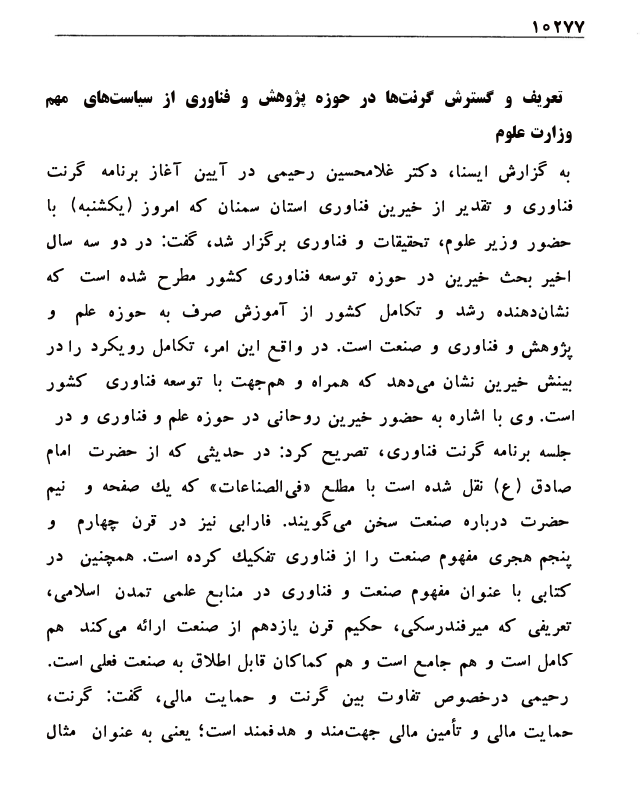 ۱۰۲۷۷
تعریف و گسترش گرنت‌ها در حوزه پژوهش و فناوری از سیاست‌های مهم
وزارت علوم
به گزارش ایسنا، دکتر غلامحسین رحیمی در آیین آغاز برنامه گرنت
فناوری و تقدیر از خیرین فناوری استان سمنان که امروز (یکشنبه) با
حضور وزیر علوم، تحقیقات و فناوری برگزار شد، گفت: در دو سه سال
اخیر بحث خیرین در حوزه توسعه فناوری کشور مطرح شده است که
نشان‌دهنده رشد و تکامل کشور از آموزش صرف به حوزه علم و
پژوهش و فناوری و صنعت است. در واقع این امر، تکامل رویکرد را در
بینش خیرین نشان می‌دهد که همراه و هم‌جهت با توسعه فناوری کشور
است. وی با اشاره به حضور خیرین روحانی در حوزه علم و فناوری و در
جلسه برنامه گرنت فناوری، تصریح کرد: در حدیثی که از حضرت امام
صادق (ع) نقل شده است با مطلع «فی‌الصناعات» که یك صفحه و نیم
حضرت درباره صنعت سخن می‌گویند. فارابی نیز در قرن چهارم و
پنجم هجری مفهوم صنعت را از فناوری تفکیك کرده است. همچنین در
کتابی با عنوان مفهوم صنعت و فناوری در منابع علمی تمدن اسلامی،
تعریفی که میرفندرسکی، حکیم قرن یازدهم از صنعت ارائه می‌کند هم
کامل است و هم جامع است و هم کماکان قابل اطلاق به صنعت فعلی است.
رحیمی درخصوص تفاوت بین گرنت و حمایت مالی، گفت: گرنت،
حمایت مالی و تأمین مالی جهت‌مند و هدفمند است؛ یعنی به عنوان مثال